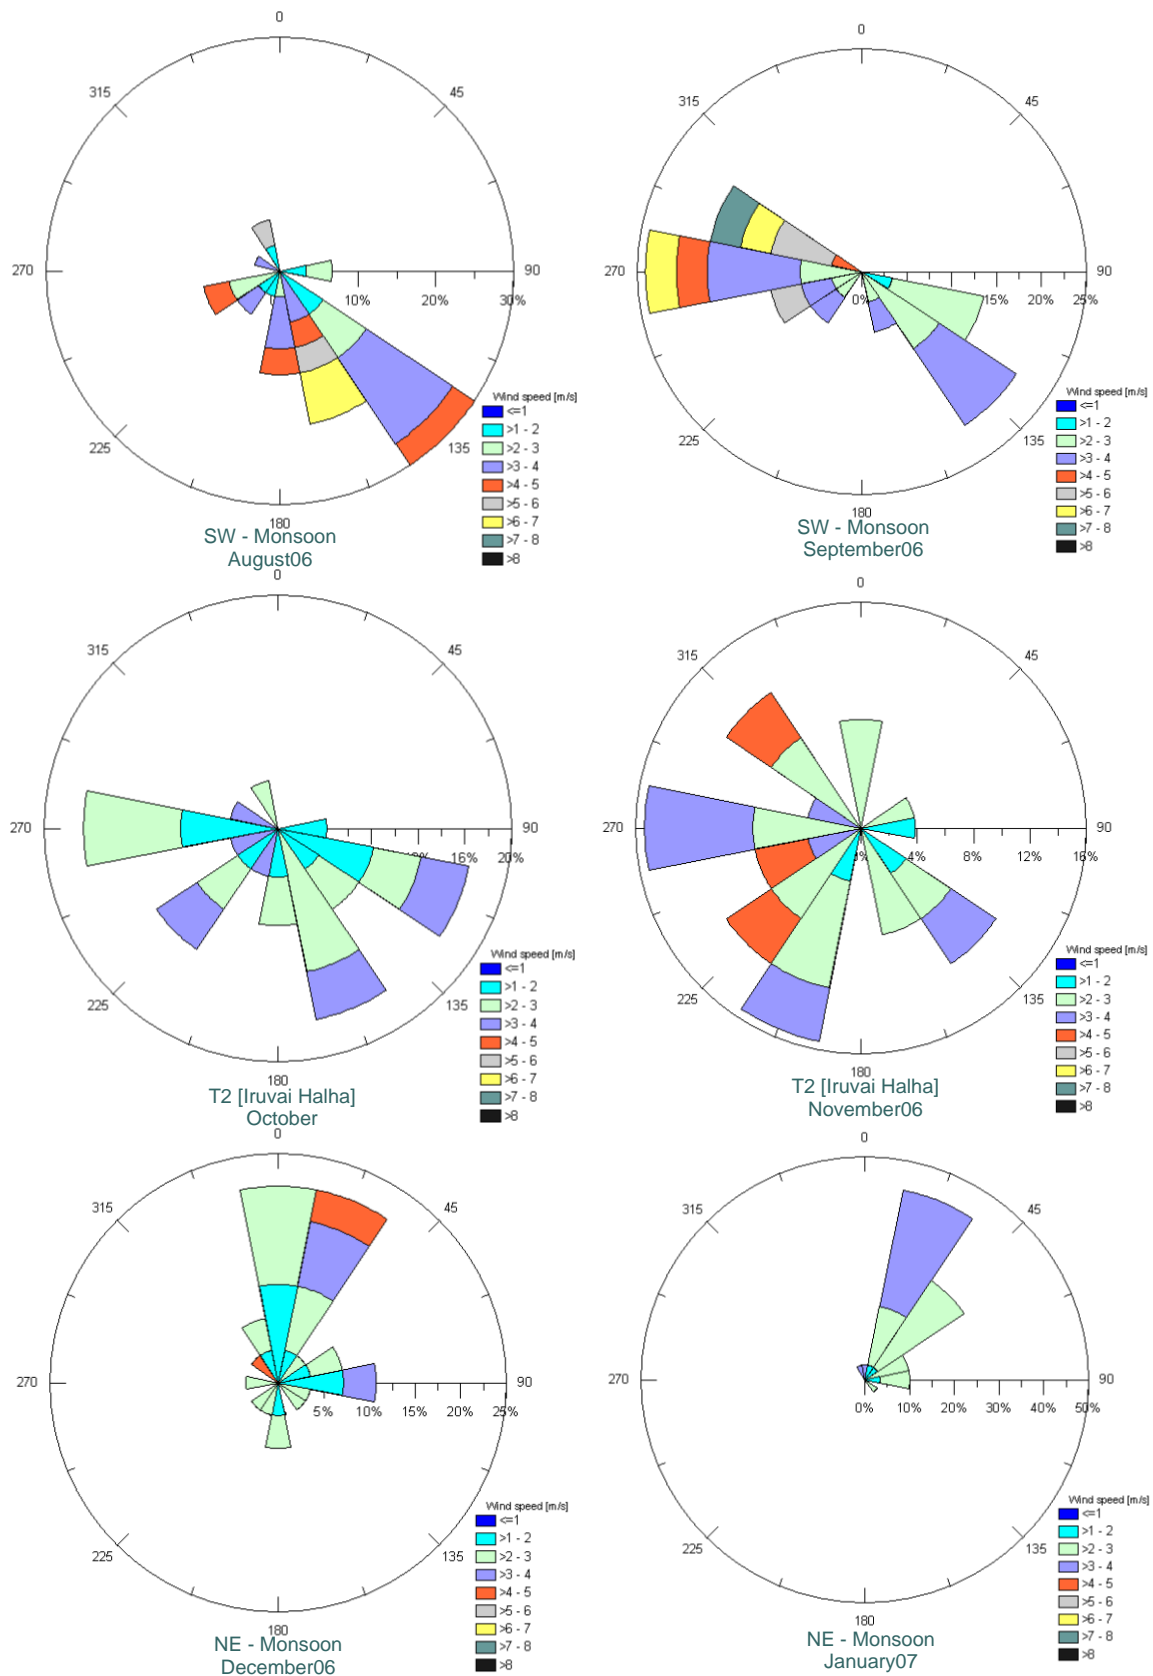 0
45
90
135
180
225
270
315
10%
20%
30%
Wind speed [m/s]
<=1
>1 - 2
>2 - 3
>3 - 4
>4 - 5
>5 - 6
>6 - 7
>7 - 8
>8
SW - Monsoon
August06
0
45
90
135
180
225
270
315
0%
15%
20%
25%
Wind speed [m/s]
<=1
>1 - 2
>2 - 3
>3 - 4
>4 - 5
>5 - 6
>6 - 7
>7 - 8
>8
SW - Monsoon
September06
0
45
90
135
180
225
270
315
16%
20%
Wind speed [m/s]
<=1
>1 - 2
>2 - 3
>3 - 4
>4 - 5
>5 - 6
>6 - 7
>7 - 8
>8
T2 [Iruvai Halha]
October
0
45
90
135
180
225
270
315
4%
8%
12%
16%
Wind speed [m/s]
<=1
>1 - 2
>2 - 3
>3 - 4
>4 - 5
>5 - 6
>6 - 7
>7 - 8
>8
T2 [Iruvai Halha]
November06
0
45
90
135
180
225
270
315
5%
10%
15%
20%
25%
Wind speed [m/s]
<=1
>1 - 2
>2 - 3
>3 - 4
>4 - 5
>5 - 6
>6 - 7
>7 - 8
>8
NE - Monsoon
December06
0
45
90
135
180
225
270
315
0%
10%
20%
30%
40%
50%
Wind speed [m/s]
<=1
>1 - 2
>2 - 3
>3 - 4
>4 - 5
>5 - 6
>6 - 7
>7 - 8
>8
NE - Monsoon
January07